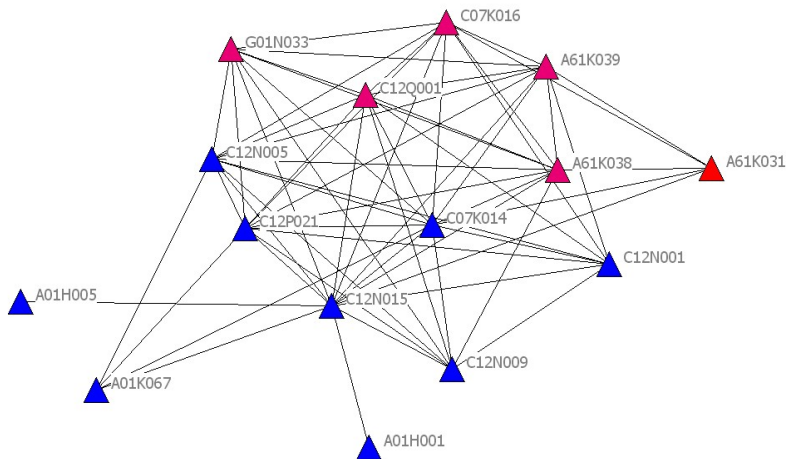 C07K016
G01N033
A61K039
C12Q001
C12N005
A61K038
A61K031
C12P021
C07K014
C12N001
A01H005
C12N015
C12N009
A01K067
A01H001